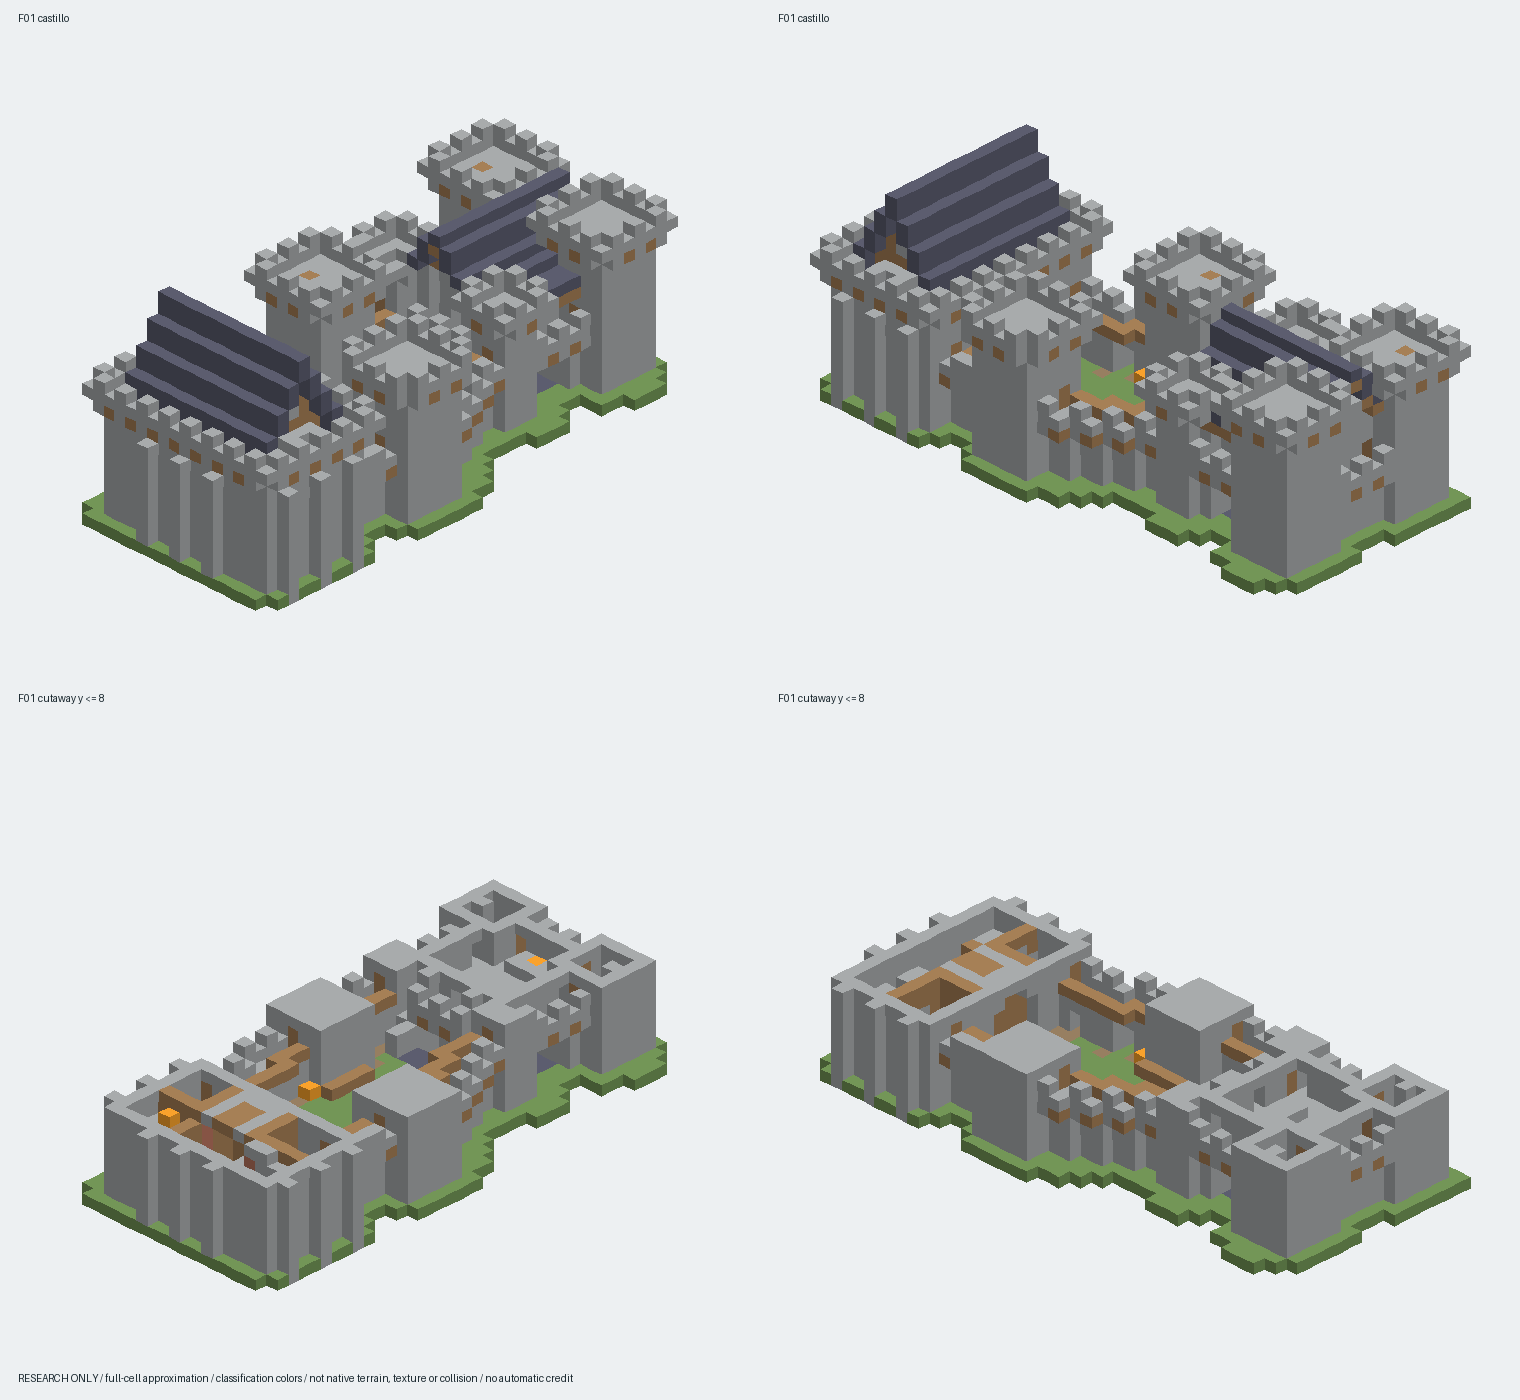 F01 castillo
F01 castillo
F01 cutaway y <= 8
F01 cutaway y <= 8
RESEARCH ONLY / full-cell approximation / classification colors / not native terrain, texture or collision / no automatic credit